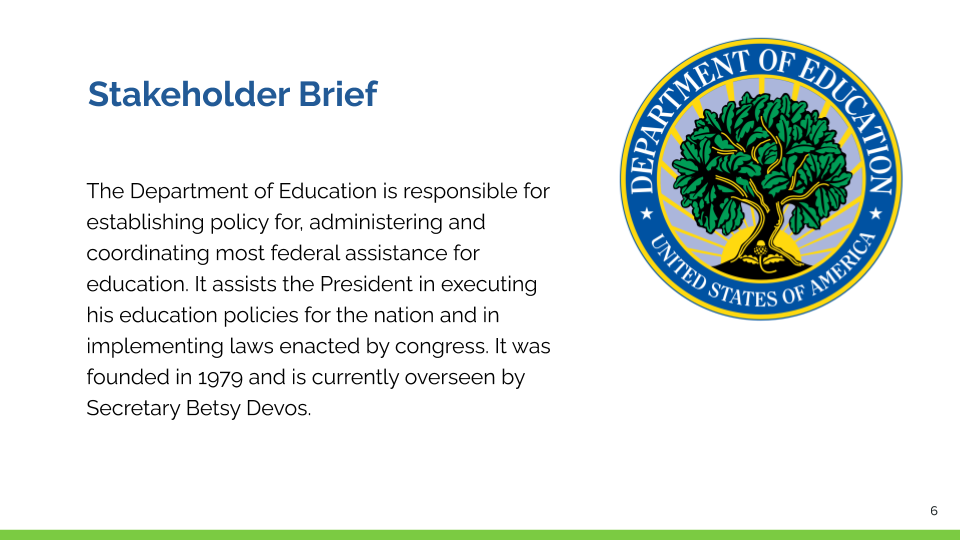 Stakeholder Brief
The Department of Education is responsible for
establishing policy for, administering and
coordinating most federal assistance for
education. It assists the President in executing
his education policies for the nation and in
implementing laws enacted by congress. It was
founded in 1979 and is currently overseen by
Secretary Betsy Devos.
DEPARTMENT OF EDUCATION
UNITED STATES OF AMERICA
6